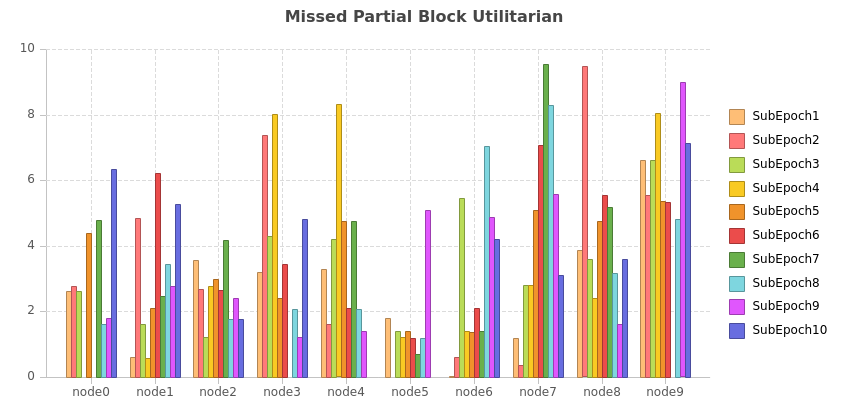 Missed Partial Block Utilitarian
10
8
6
4
2
0
node0 node1 node2 node3 node4 node5 node6 node7 node8 node9
SubEpoch1
SubEpoch2
SubEpoch3
SubEpoch4
SubEpoch5
SubEpoch6
SubEpoch7
SubEpoch8
SubEpoch9
SubEpoch10